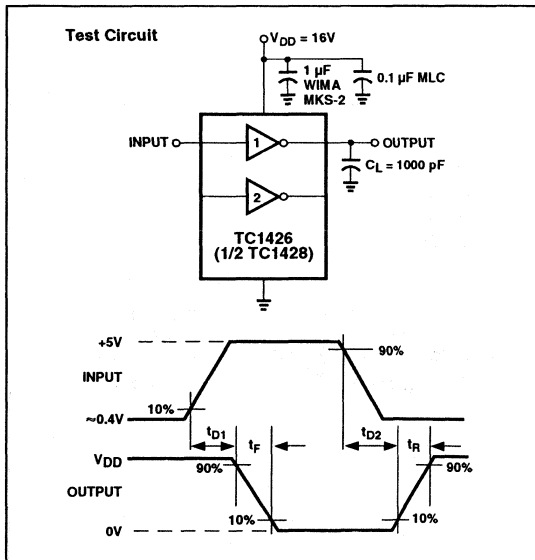 Test Circuit
V_DD = 16V
1 µF
WIMA
MKS-2
0.1 µF MLC
INPUT
1
OUTPUT
C_L = 1000 pF
2
TC1426
(1/2 TC1428)
+5V
90%
INPUT
10%
≈0.4V
t_D1
t_F
t_D2
t_R
V_DD
90%
90%
OUTPUT
10%
10%
0V